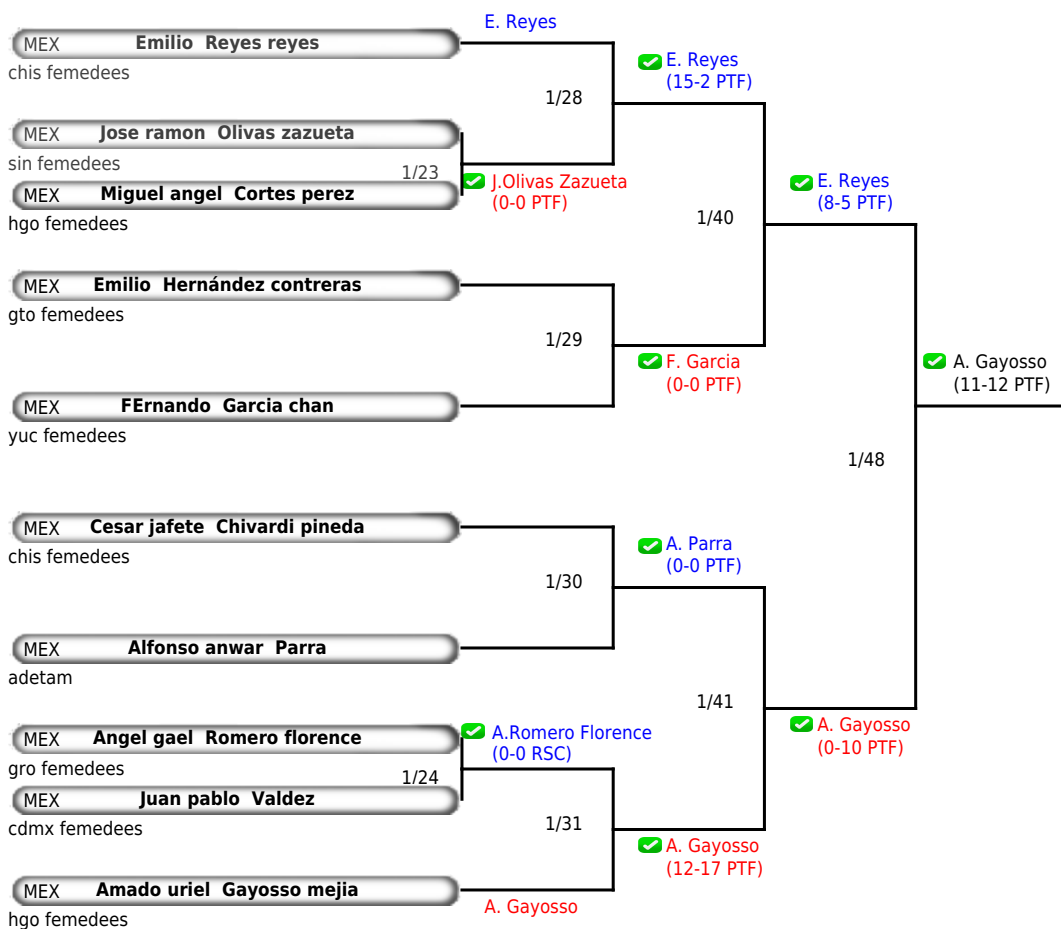 E. Reyes
MEX Emilio Reyes reyes
chis femedees
E. Reyes
(15-2 PTF)
1/28
MEX Jose ramon Olivas zazueta
sin femedees
1/23
J.Olivas Zazueta
(0-0 PTF)
MEX Miguel angel Cortes perez
hgo femedees
E. Reyes
(8-5 PTF)
1/40
MEX Emilio Hernández contreras
gto femedees
1/29
F. Garcia
(0-0 PTF)
A. Gayosso
(11-12 PTF)
MEX FErnando Garcia chan
yuc femedees
1/48
MEX Cesar jafete Chivardi pineda
chis femedees
A. Parra
(0-0 PTF)
1/30
MEX Alfonso anwar Parra
adetam
1/41
A. Gayosso
(0-10 PTF)
MEX Angel gael Romero florence
gro femedees
A.Romero Florence
(0-0 RSC)
1/24
MEX Juan pablo Valdez
cdmx femedees
1/31
A. Gayosso
(12-17 PTF)
MEX Amado uriel Gayosso mejia
hgo femedees
A. Gayosso